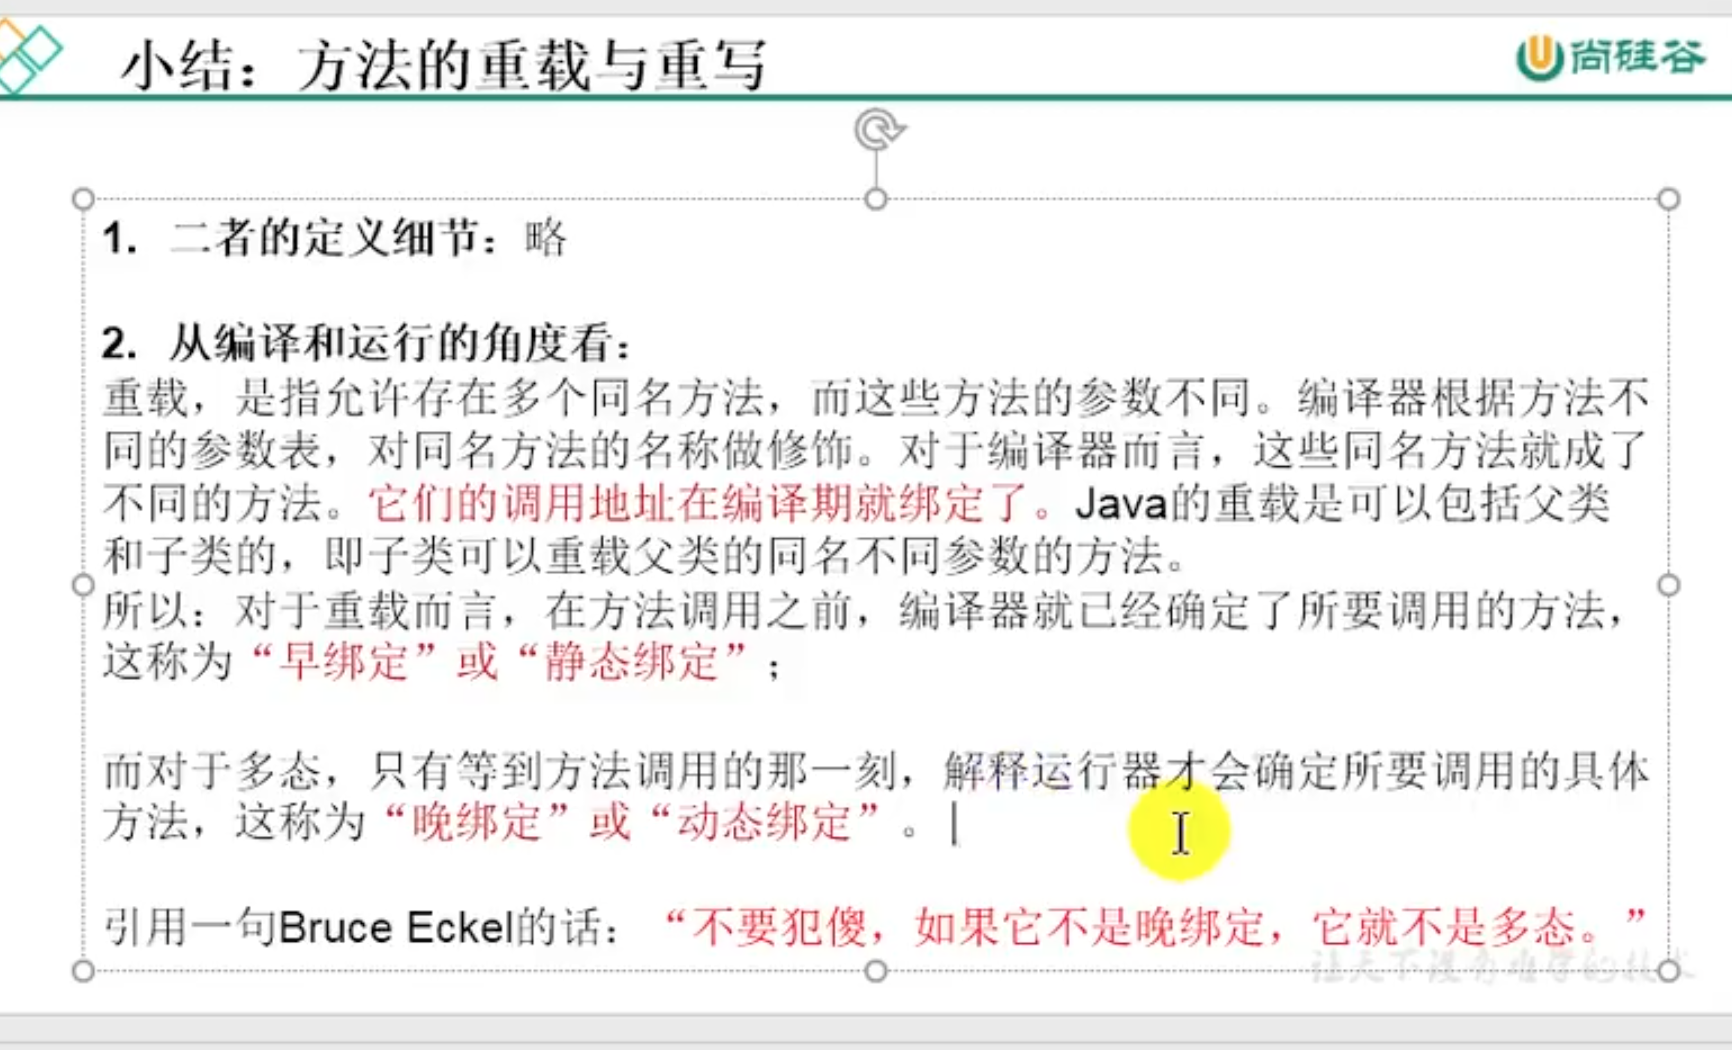 小结：方法的重载与重写
尚硅谷
1. 二者的定义细节：略
2. 从编译和运行的角度看：
重载，是指允许存在多个同名方法，而这些方法的参数不同。编译器根据方法不
同的参数表，对同名方法的名称做修饰。对于编译器而言，这些同名方法就成了
不同的方法。它们的调用地址在编译期就绑定了。Java的重载是可以包括父类
和子类的，即子类可以重载父类的同名不同参数的方法。
所以：对于重载而言，在方法调用之前，编译器就已经确定了所要调用的方法，
这称为“早绑定”或“静态绑定”；
而对于多态，只有等到方法调用的那一刻，解释运行器才会确定所要调用的具体
方法，这称为“晚绑定”或“动态绑定”。
引用一句Bruce Eckel的话：“不要犯傻，如果它不是晚绑定，它就不是多态。”
让天下没有难学的技术